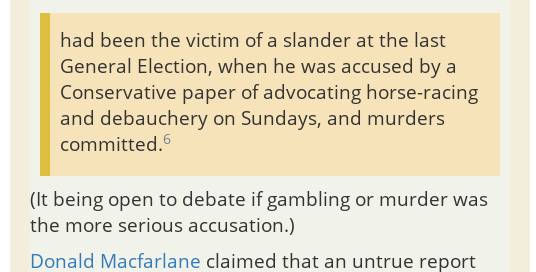 had been the victim of a slander at the last
General Election, when he was accused by a
Conservative paper of advocating horse-racing
and debauchery on Sundays, and murders
committed.6
(It being open to debate if gambling or murder was
the more serious accusation.)
Donald Macfarlane claimed that an untrue report